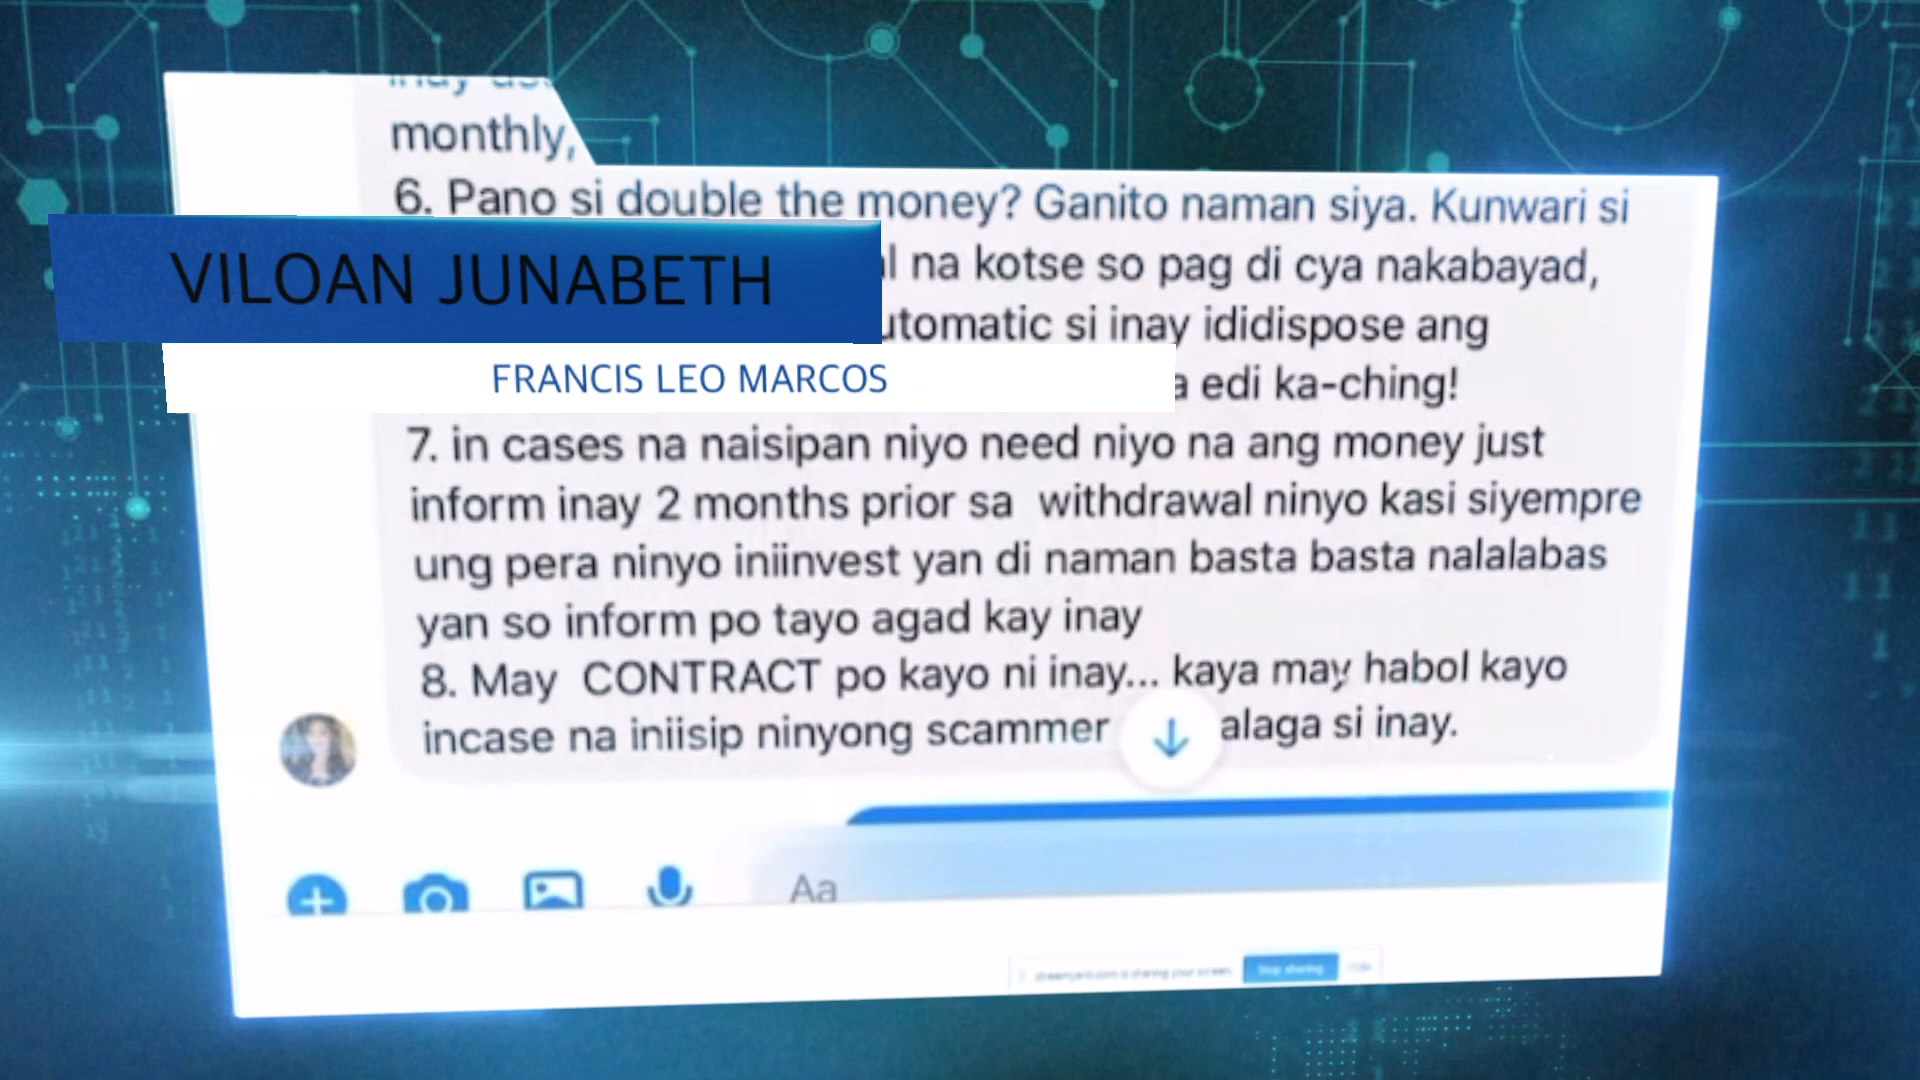 monthly,
6. Pano si double the money? Ganito naman siya. Kunwari si
VILOAN JUNABETH
na kotse so pag di cya nakabayad,
si inay ididispose ang
FRANCIS LEO MARCOS
edi ka-ching!
7. in cases na naisipan niyo need niyo na ang money just
inform inay 2 months prior sa withdrawal ninyo kasi siyempre
ung pera ninyo iniinvest yan di naman basta basta nalalabas
yan so inform po tayo agad kay inay
8. May CONTRACT po kayo ni inay... kaya may habol kayo
incase na iniisip ninyong scammer
si inay.
Aa
Stop sharing